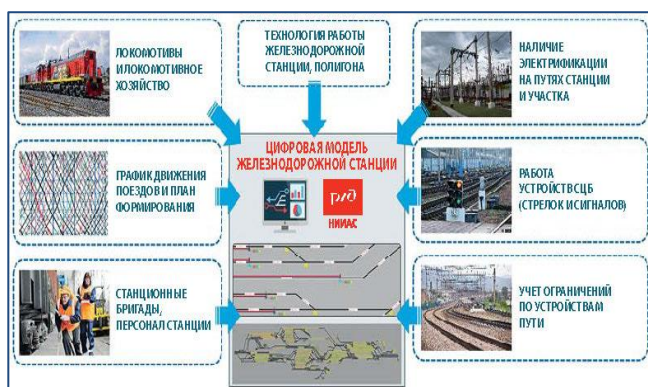 ЛОКОМОТИВЫ
ИЛОКОМОТИВНОЕ
ХОЗЯЙСТВО
ТЕХНОЛОГИЯ РАБОТЫ
ЖЕЛЕЗНОДОРОЖНОЙ
СТАНЦИИ, ПОЛИГОНА
НАЛИЧИЕ
ЭЛЕКТРИФИКАЦИИ
НА ПУТЯХ СТАНЦИИ
И УЧАСТКА
ЦИФРОВАЯ МОДЕЛЬ
ЖЕЛЕЗНОДОРОЖНОЙ СТАНЦИИ
ГРАФИК ДВИЖЕНИЯ
ПОЕЗДОВ И ПЛАН
ФОРМИРОВАНИЯ
РЖД
НИИАС
РАБОТА
УСТРОЙСТВ СЦБ
(СТРЕЛОК И СИГНАЛОВ)
СТАНЦИОННЫЕ
БРИГАДЫ,
ПЕРСОНАЛ СТАНЦИИ
УЧЕТ ОГРАНИЧЕНИЙ
ПО УСТРОЙСТВАМ
ПУТИ